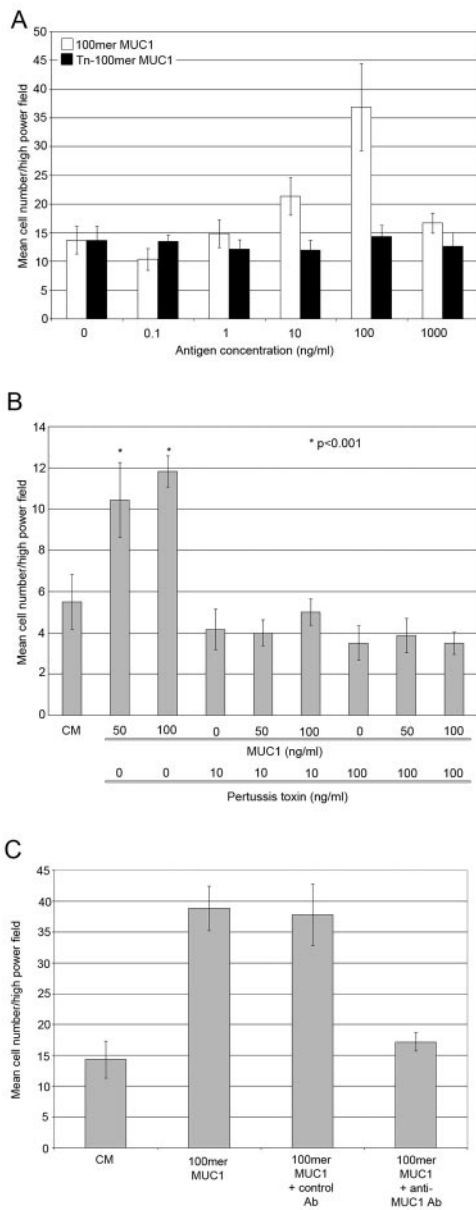 A
100mer MUC1
Tn-100mer MUC1
Mean cell number/high power field
50
45
40
35
30
25
20
15
10
5
0
0 0.1 1 10 100 1000
Antigen concentration (ng/ml)
B
* p<0.001
* *
Mean cell number/high power field
14
12
10
8
6
4
2
0
CM 50 100 0 50 100 0 50 100
MUC1 (ng/ml)
0 0 10 10 10 100 100 100
Pertussis toxin (ng/ml)
C
Mean cell number/high power field
45
40
35
30
25
20
15
10
5
0
CM
100mer
MUC1
100mer
MUC1
+ control
Ab
100mer
MUC1
+ anti-
MUC1 Ab